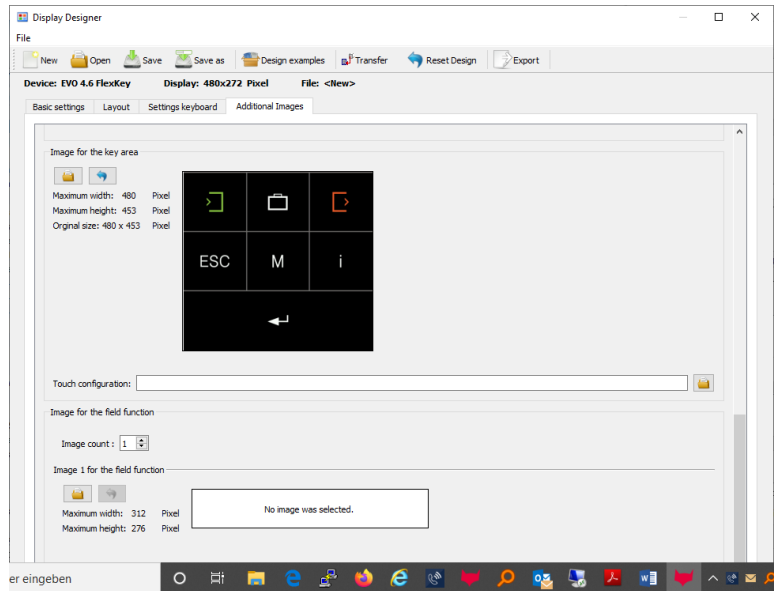 Display Designer
File
New Open Save Save as Design examples Transfer Reset Design Export
Device: EVO 4.6 FlexKey Display: 480x272 Pixel File: <New>
Basic settings Layout Settings keyboard Additional Images
Image for the key area
Maximum width: 480 Pixel
Maximum height: 453 Pixel
Orginal size: 480 x 453 Pixel
ESC M i
Touch configuration:
Image for the field function
Image count : 1
Image 1 for the field function
Maximum width: 312 Pixel
Maximum height: 276 Pixel
No image was selected.
er eingeben